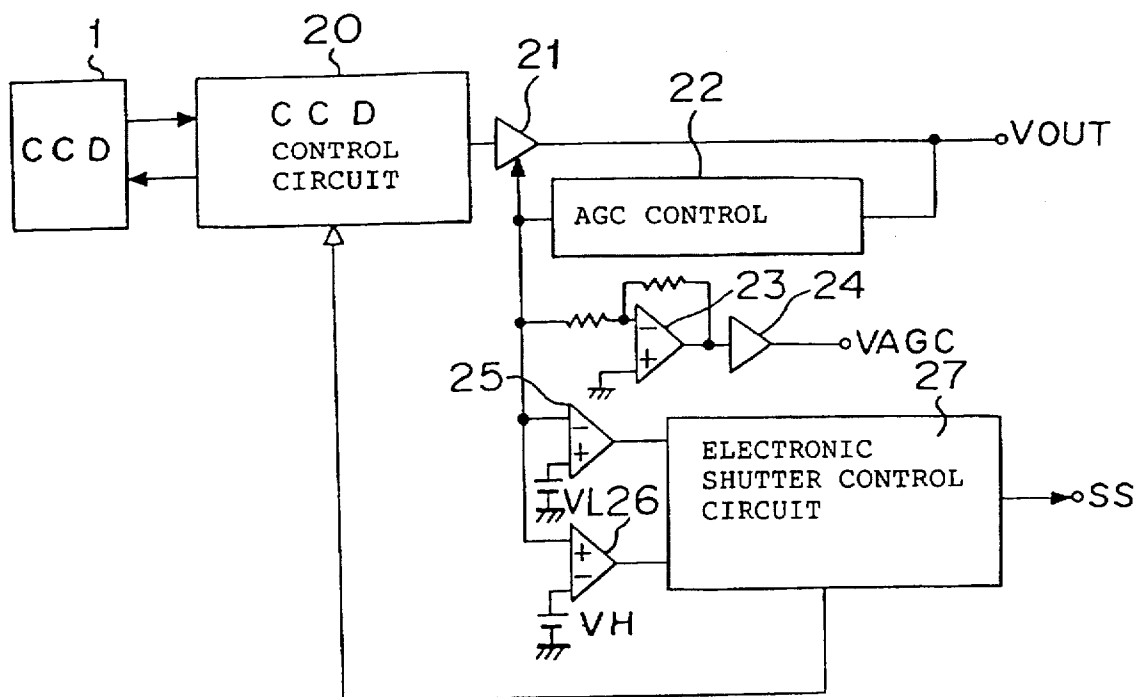 1
20
21
22
CCD
CCD
CONTROL
CIRCUIT
VOUT
AGC CONTROL
23
24
-
+
VAGC
25
27
-
+
VL
26
ELECTRONIC
SHUTTER CONTROL
CIRCUIT
SS
+
-
VH